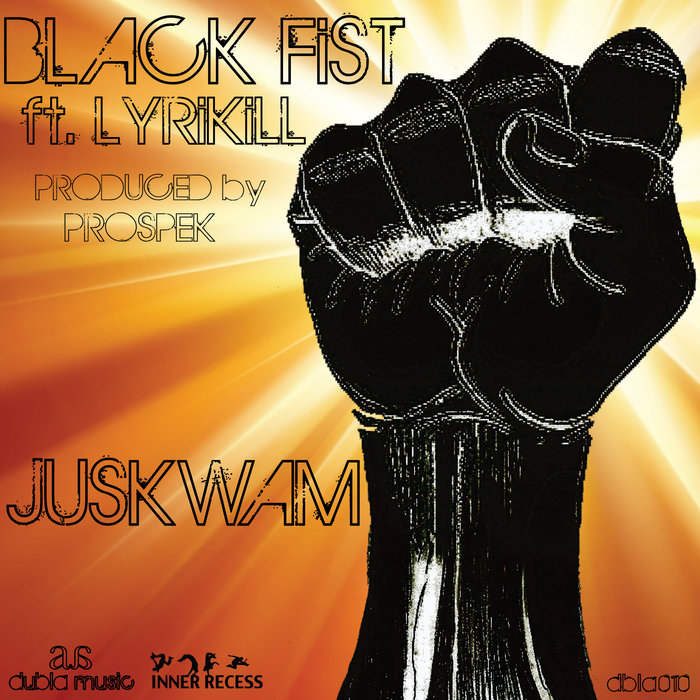 BLACK FiST
ft. LYRiKiLL
PRODUCED by
PROSPEK
JUSKWAM
dubla music
INNER RECESS
dbla010